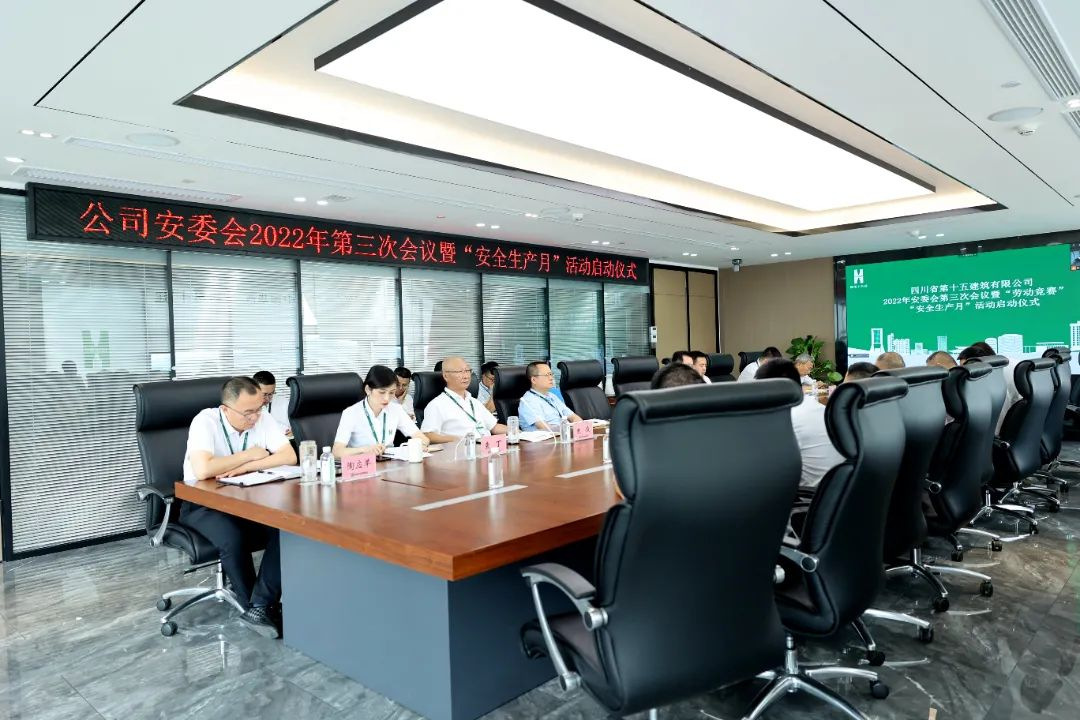 公司安委会2022年第三次会议暨“安全生产月”活动启动仪式
四川省第十五建筑有限公司
2022年安委会第三次会议暨“劳动竞赛”
“安全生产月”活动启动仪式
陶应军